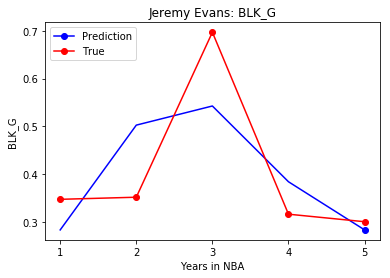 Jeremy Evans: BLK_G
Prediction
True
BLK_G
0.7
0.6
0.5
0.4
0.3
1 2 3 4 5
Years in NBA